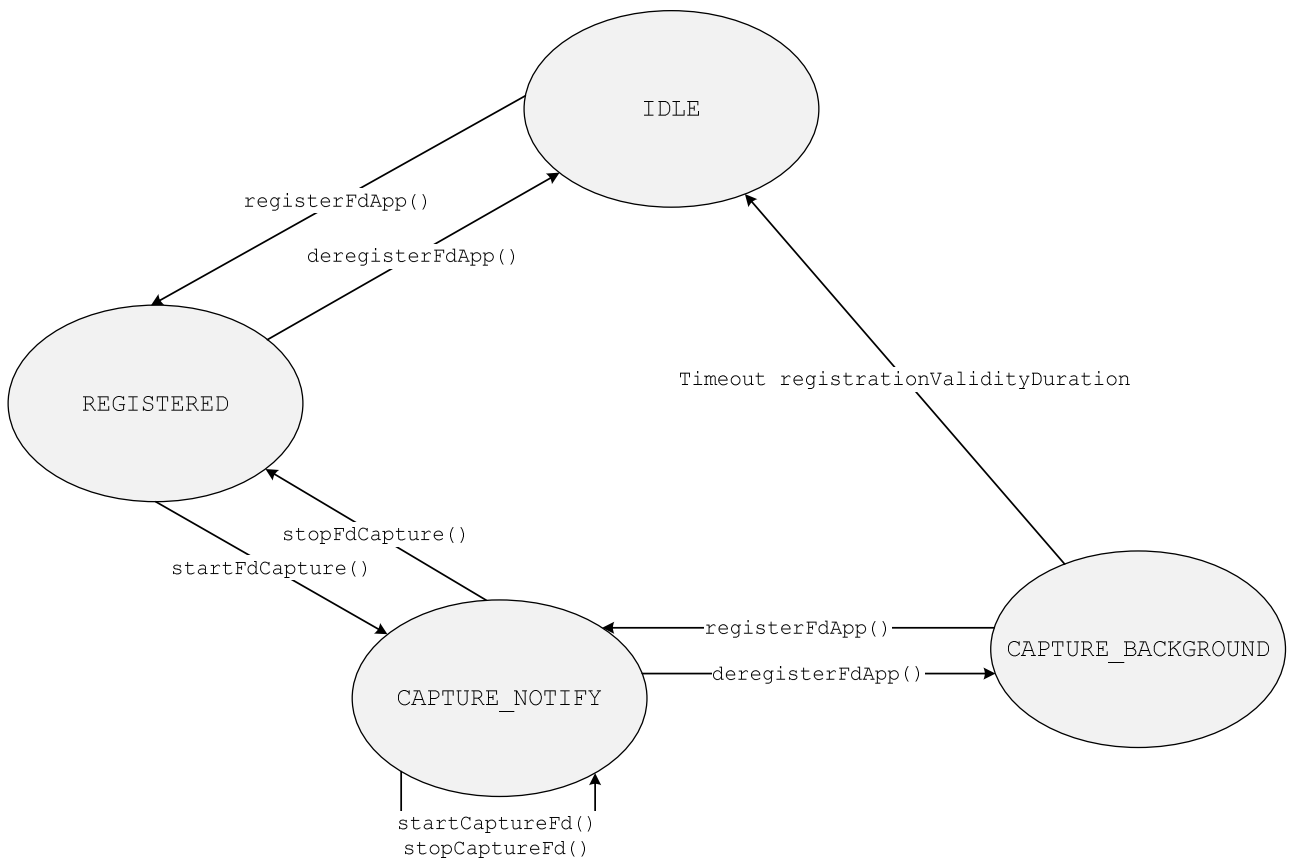 IDLE
registerFdApp()
deregisterFdApp()
Timeout registrationValidityDuration
REGISTERED
stopFdCapture()
startFdCapture()
registerFdApp()
CAPTURE_BACKGROUND
deregisterFdApp()
CAPTURE_NOTIFY
startCaptureFd()
stopCaptureFd()